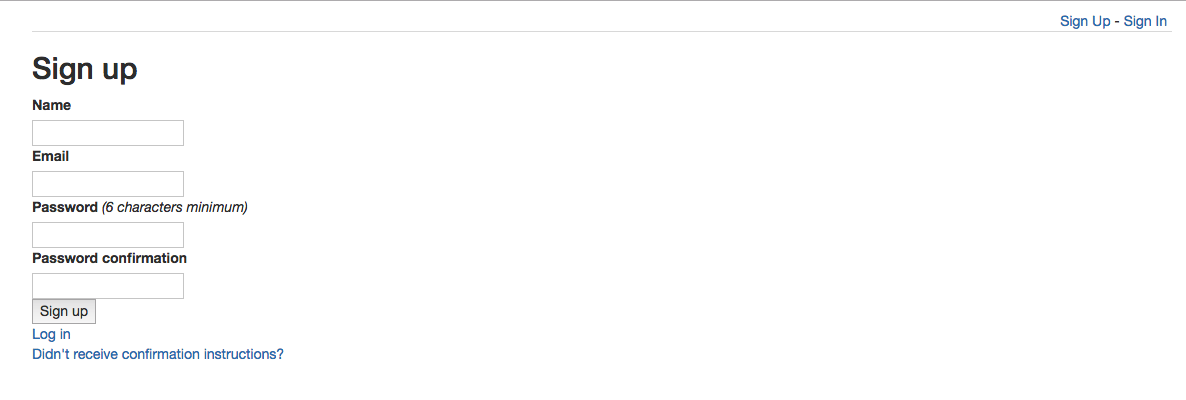 Sign Up - Sign In
Sign up
Name
Email
Password (6 characters minimum)
Password confirmation
Sign up
Log in
Didn't receive confirmation instructions?